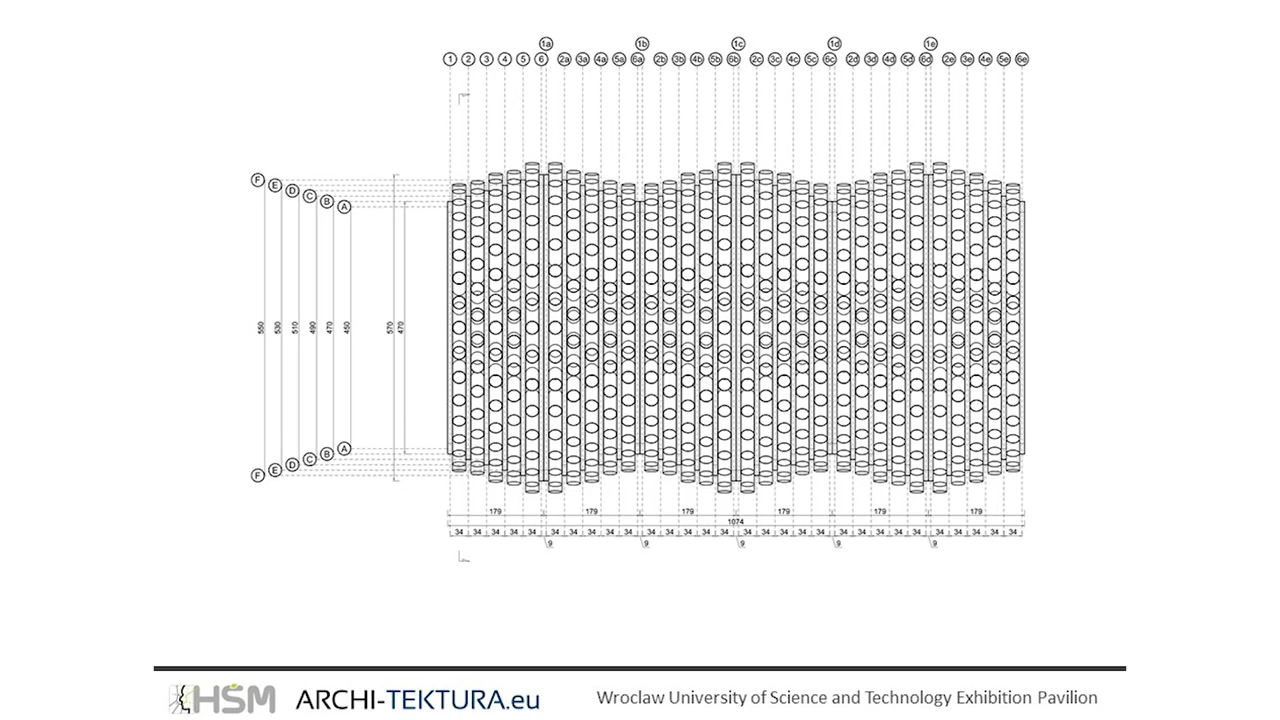 1a 1b 1c 1d 1e
1 2 3 4 5 6 2a 3a 4a 5a 6a 2b 3b 4b 5b 6b 2c 3c 4c 5c 6c 2d 3d 4d 5d 6d 2e 3e 4e 5e 6e
F E D C B A
550 530 510 490 470 450 570 470
F E D C B A
179 179 179 179 179 179
1074
34 34 34 34 34 34 34 34 34 34 34 34 34 34 34 34 34 34 34 34 34 34 34 34 34 34 34 34 34 34
9 9 9 9 9
HSM ARCHI-TEKTURA.eu Wroclaw University of Science and Technology Exhibition Pavilion